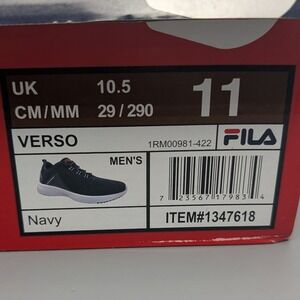 UK 10.5 11
CM/MM 29/290
VERSO 1RM00981-422 FILA
MEN'S
7 23567 17983 4
Navy ITEM#1347618